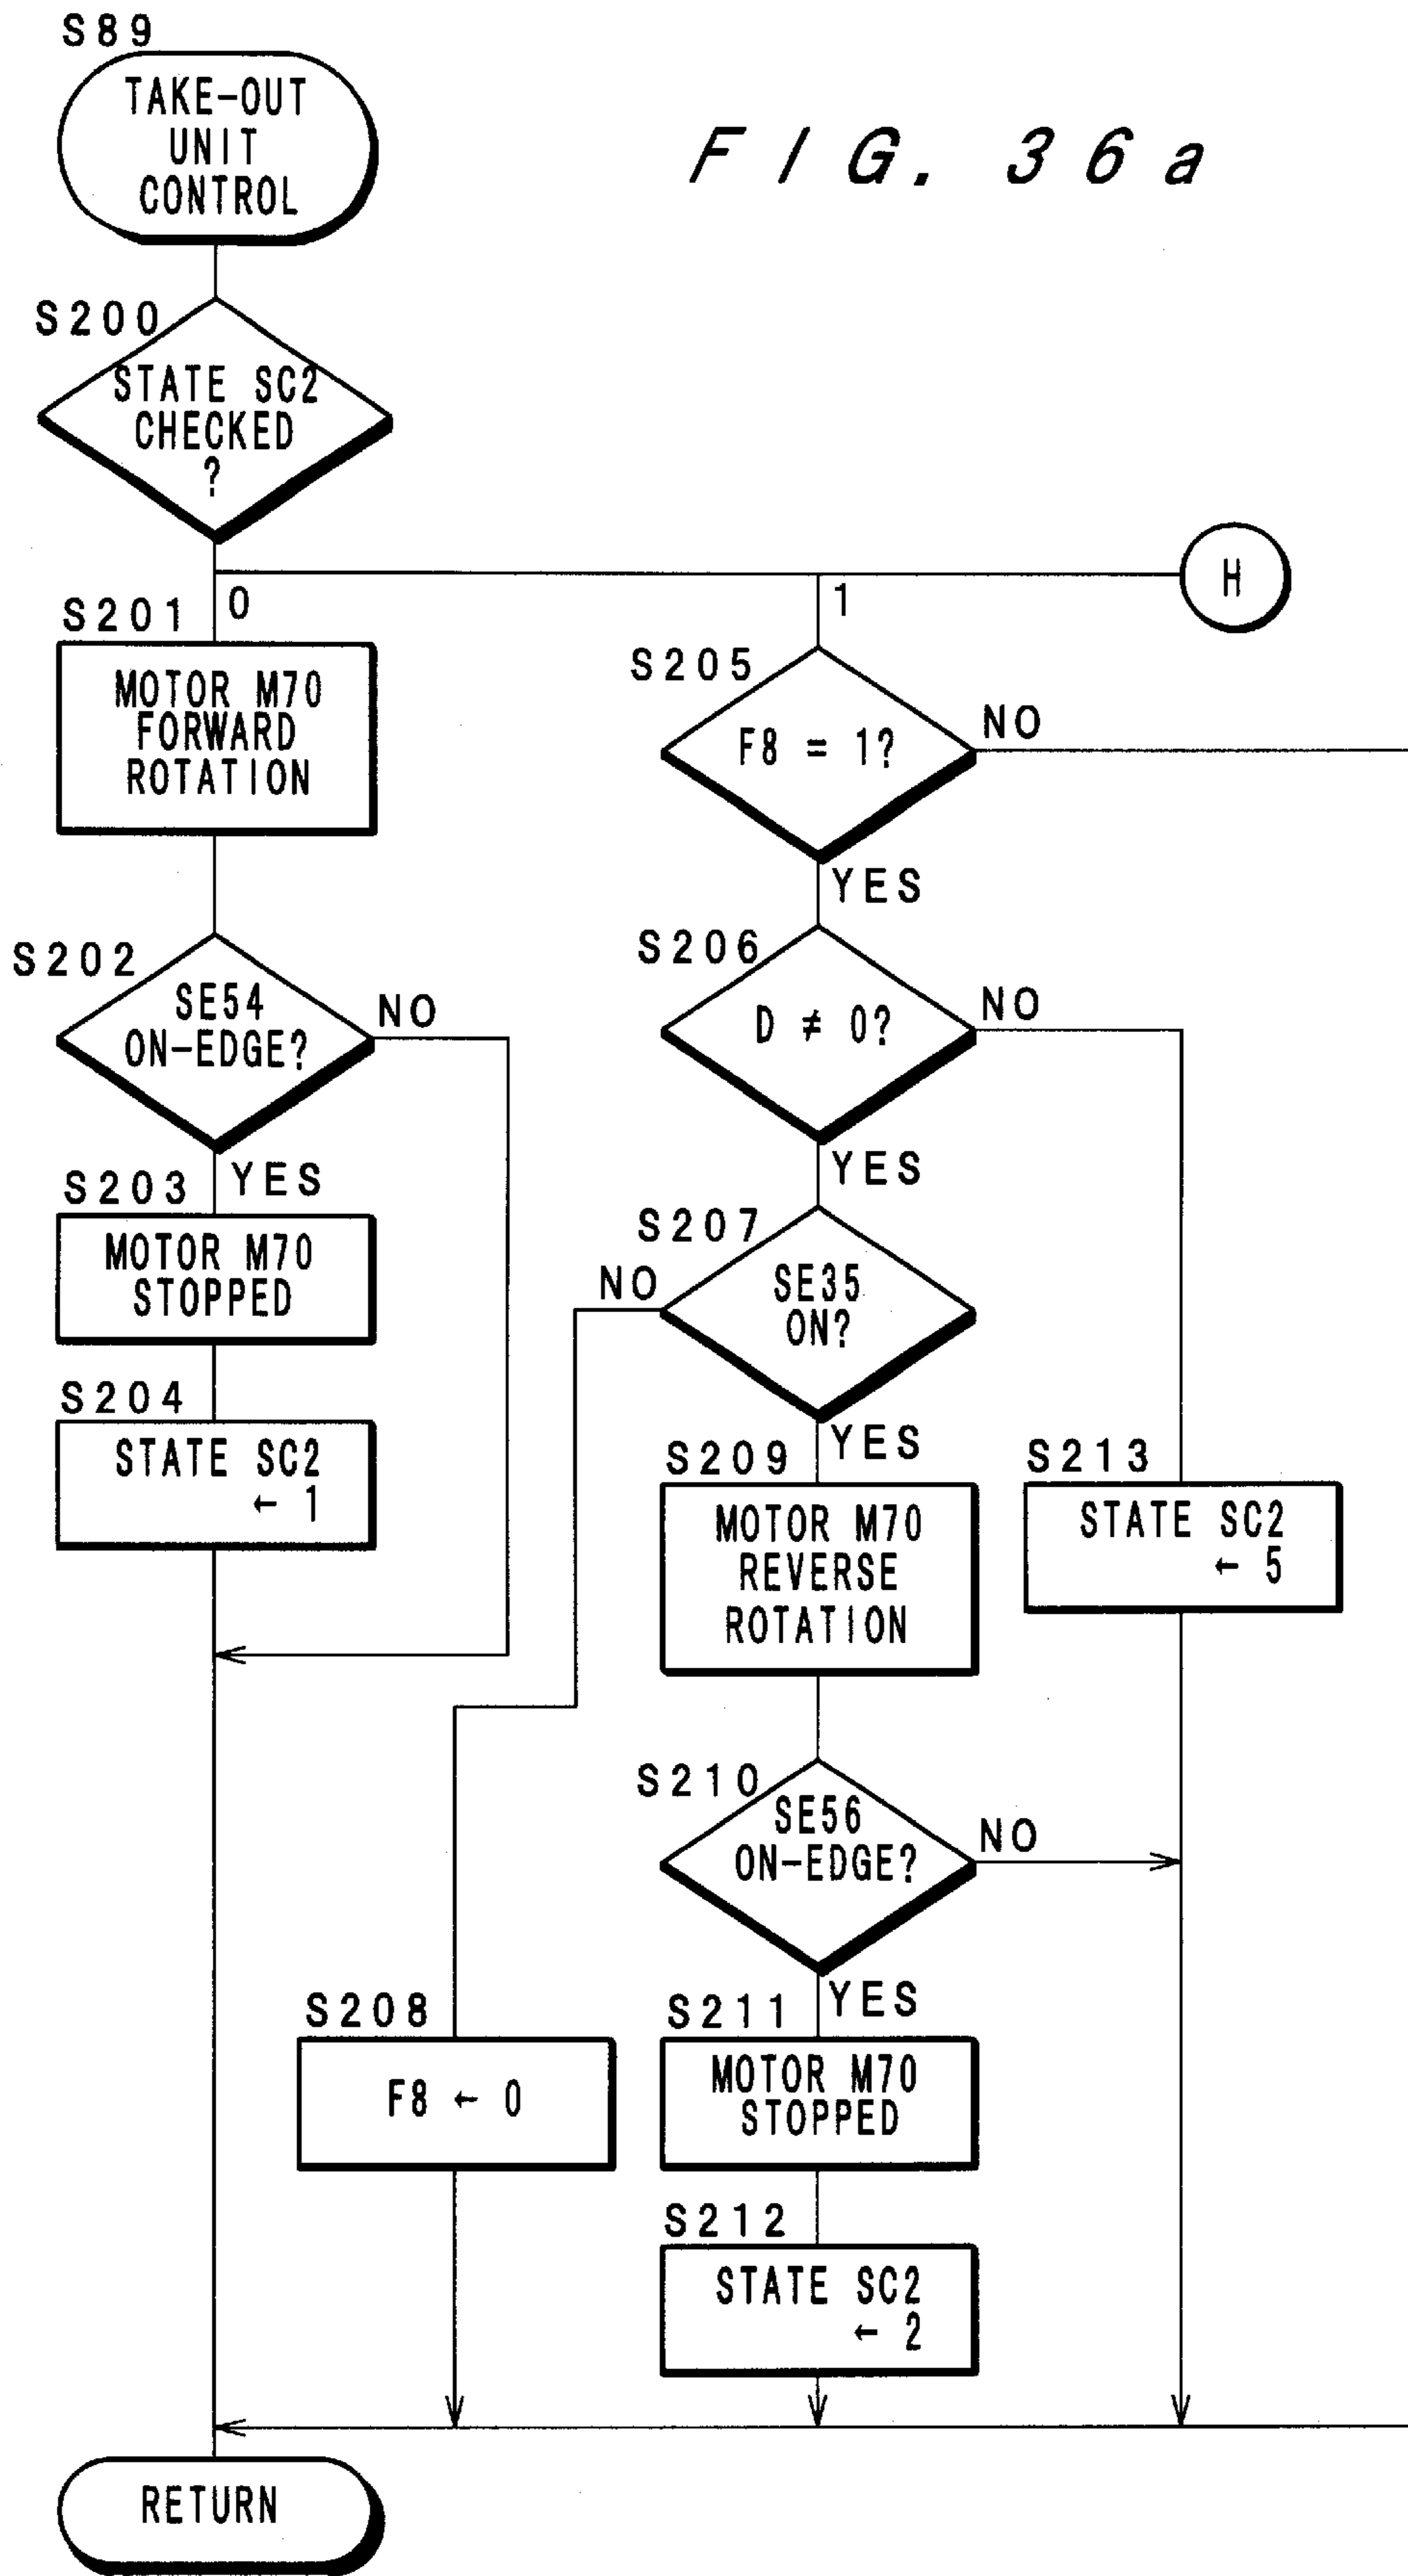 S89
TAKE-OUT
UNIT
CONTROL
FIG. 36a
S200
STATE SC2
CHECKED
?
H
0
1
S201
MOTOR M70
FORWARD
ROTATION
S202
SE54
ON-EDGE?
NO
YES
S203
MOTOR M70
STOPPED
S204
STATE SC2
← 1
S205
F8 = 1?
NO
YES
S206
D ≠ 0?
NO
YES
S207
SE35
ON?
NO
YES
S209
MOTOR M70
REVERSE
ROTATION
S213
STATE SC2
← 5
S210
SE56
ON-EDGE?
NO
YES
S208
F8 ← 0
S211
MOTOR M70
STOPPED
S212
STATE SC2
← 2
RETURN